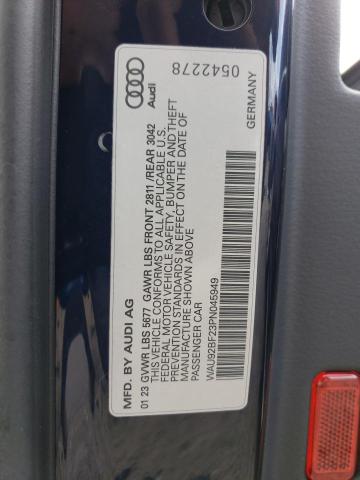 MFD. BY AUDI AG
01 23 GVWR LBS 5677 GAWR LBS FRONT 2811 /REAR 3042
THIS VEHICLE CONFORMS TO ALL APPLICABLE U.S.
FEDERAL MOTOR VEHICLE SAFETY, BUMPER AND THEFT
PREVENTION STANDARDS IN EFFECT ON THE DATE OF
MANUFACTURE SHOWN ABOVE
PASSENGER CAR
WAU92BF23PN045949
GERMANY
Audi
0542278